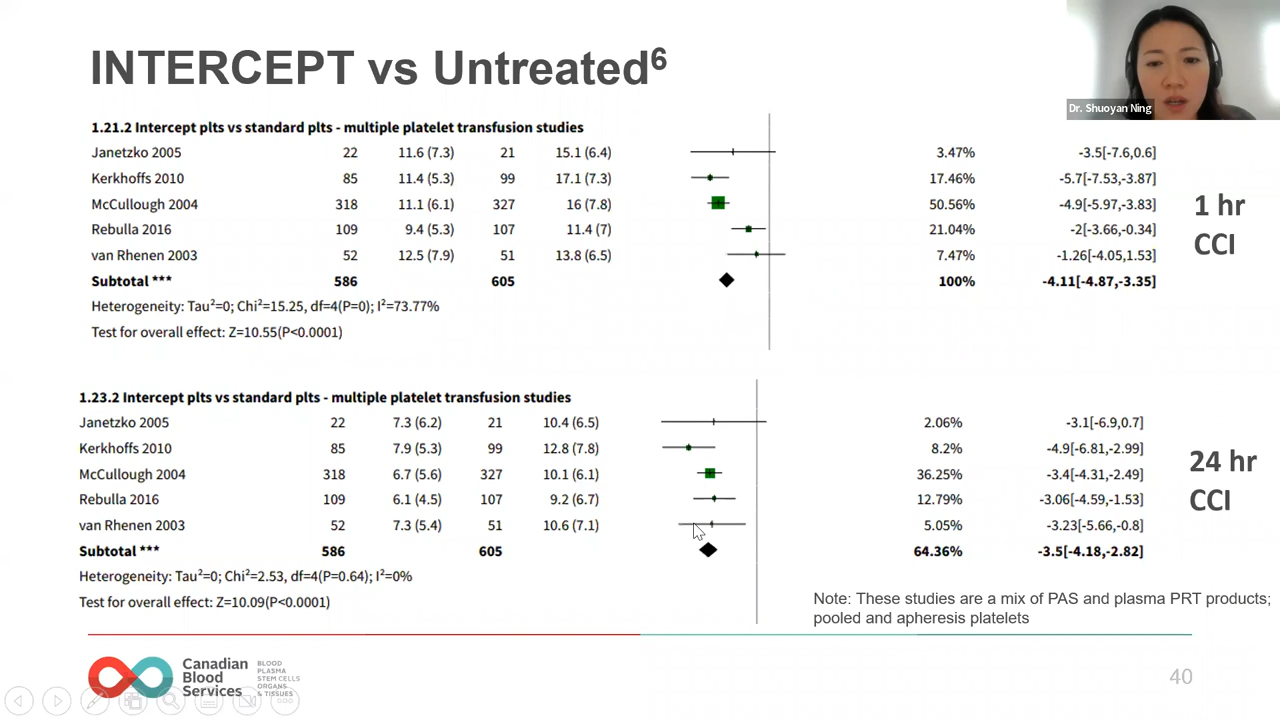 INTERCEPT vs Untreated⁶
Dr. Shuoyan Ning
1.21.2 Intercept plts vs standard plts - multiple platelet transfusion studies
Janetzko 2005 22 11.6 (7.3) 21 15.1 (6.4) 3.47% -3.5[-7.6,0.6]
Kerkhoffs 2010 85 11.4 (5.3) 99 17.1 (7.3) 17.46% -5.7[-7.53,-3.87]
McCullough 2004 318 11.1 (6.1) 327 16 (7.8) 50.56% -4.9[-5.97,-3.83]
Rebulla 2016 109 9.4 (5.3) 107 11.4 (7) 21.04% -2[-3.66,-0.34]
van Rhenen 2003 52 12.5 (7.9) 51 13.8 (6.5) 7.47% -1.26[-4.05,1.53]
Subtotal *** 586 605 100% -4.11[-4.87,-3.35]
Heterogeneity: Tau²=0; Chi²=15.25, df=4(P=0); I²=73.77%
Test for overall effect: Z=10.55(P<0.0001)
1 hr
CCI
1.23.2 Intercept plts vs standard plts - multiple platelet transfusion studies
Janetzko 2005 22 7.3 (6.2) 21 10.4 (6.5) 2.06% -3.1[-6.9,0.7]
Kerkhoffs 2010 85 7.9 (5.3) 99 12.8 (7.8) 8.2% -4.9[-6.81,-2.99]
McCullough 2004 318 6.7 (5.6) 327 10.1 (6.1) 36.25% -3.4[-4.31,-2.49]
Rebulla 2016 109 6.1 (4.5) 107 9.2 (6.7) 12.79% -3.06[-4.59,-1.53]
van Rhenen 2003 52 7.3 (5.4) 51 10.6 (7.1) 5.05% -3.23[-5.66,-0.8]
Subtotal *** 586 605 64.36% -3.5[-4.18,-2.82]
Heterogeneity: Tau²=0; Chi²=2.53, df=4(P=0.64); I²=0%
Test for overall effect: Z=10.09(P<0.0001)
24 hr
CCI
Note: These studies are a mix of PAS and plasma PRT products;
pooled and apheresis platelets
Canadian
Blood
Services
BLOOD
PLASMA
STEM CELLS
ORGANS
& TISSUES
40